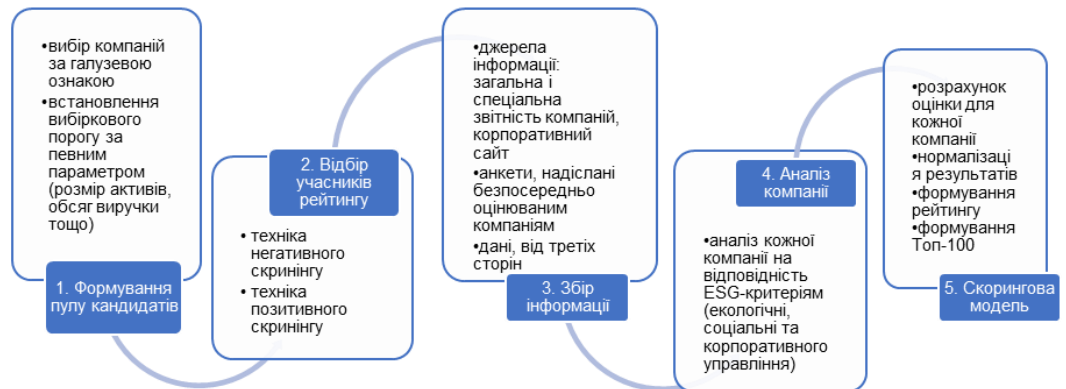 •вибір компаній
за галузевою
ознакою
•встановлення
вибіркового порогу за
певним
параметром
(розмір активів,
обсяг виручки
тощо)
1. Формування
пулу кандидатів
2. Відбір
учасників
рейтингу
• техніка
негативного
скринінгу
• техніка
позитивного
скринінгу
•джерела
інформації:
загальна і
спеціальна
звітність компаній,
корпоративний
сайт
•анкети, надіслані
безпосередньо
оцінюваним
компаніям
•дані, від третіх
сторін
3. Збір
інформації
4. Аналіз
компанії
•аналіз кожної
компанії на
відповідність
ESG-критеріям
(екологічні,
соціальні та
корпоративного
управління)
•розрахунок
оцінки для
кожної
компанії
•нормалізаці
я результатів
•формування
рейтингу
•формування
Топ-100
5. Скорингова
модель